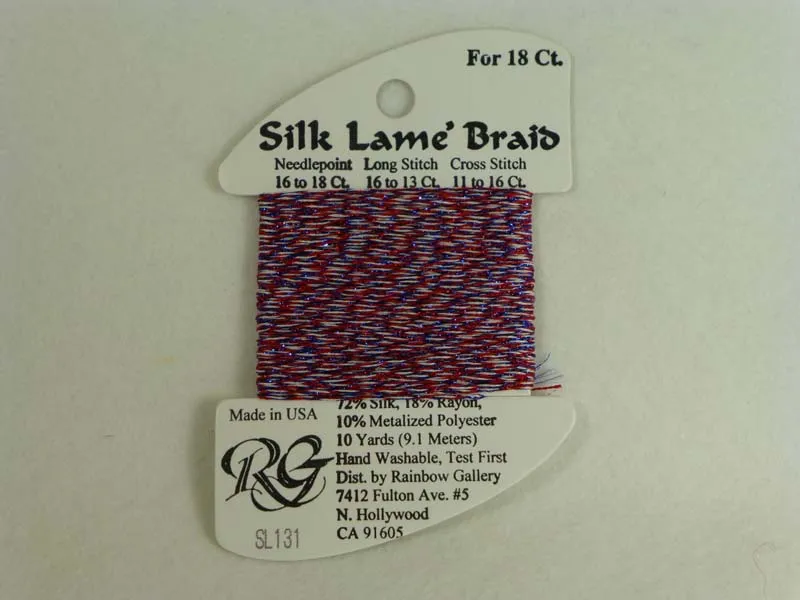 For 18 Ct.
Silk Lame' Braid
Needlepoint Long Stitch Cross Stitch
16 to 18 Ct. 16 to 13 Ct. 11 to 16 Ct.
72% Silk, 18% Rayon,
Made in USA
10% Metalized Polyester
10 Yards (9.1 Meters)
RG
Hand Washable, Test First
Dist. by Rainbow Gallery
7412 Fulton Ave. #5
N. Hollywood
SL131
CA 91605